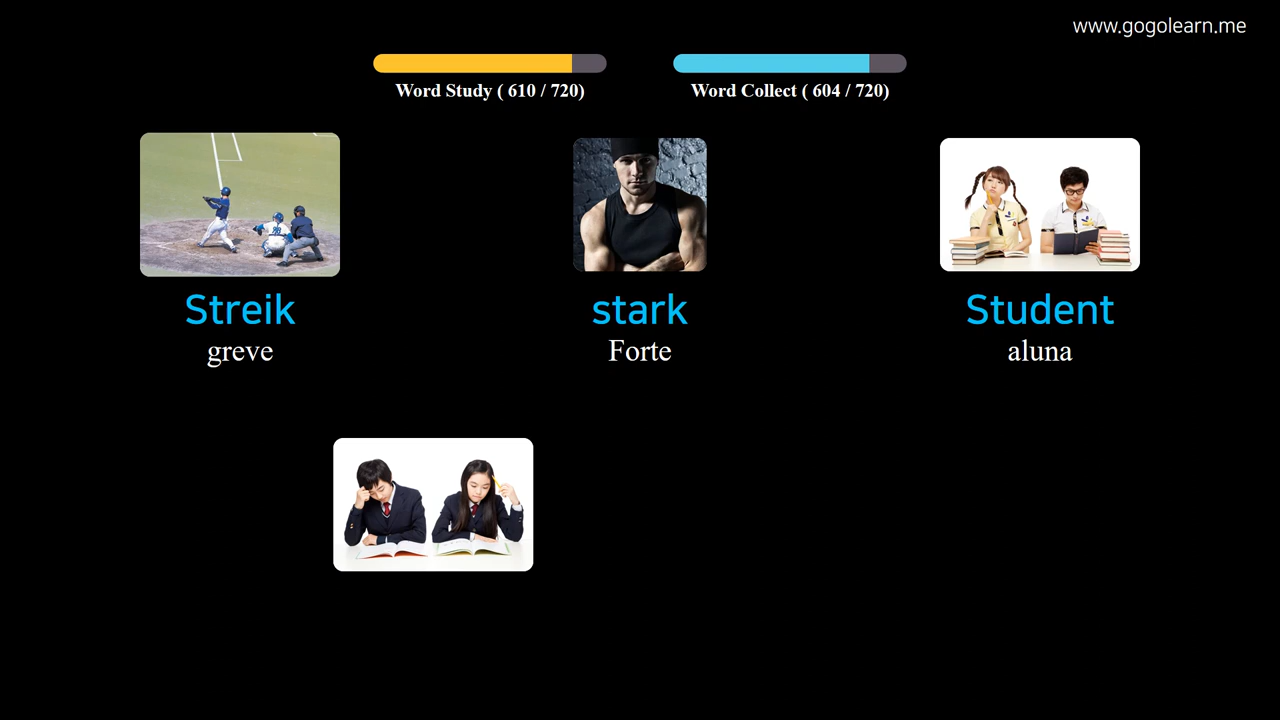 www.gogolearn.me
Word Study ( 610 / 720)
Word Collect ( 604 / 720)
Streik
greve
stark
Forte
Student
aluna